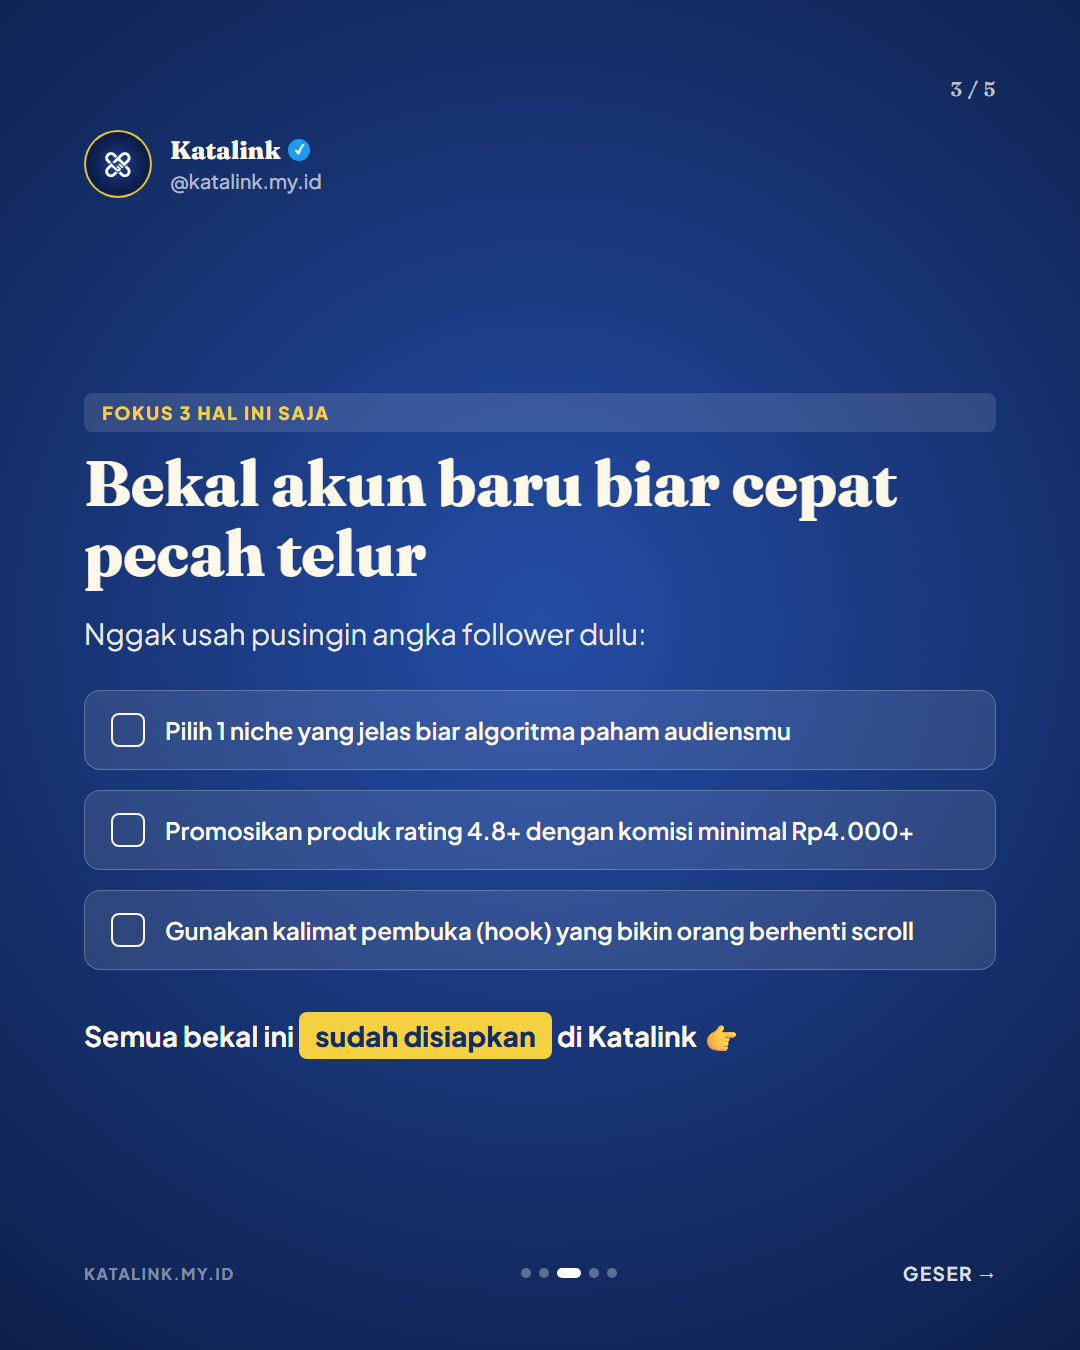 3 / 5
Katalink
@katalink.my.id
FOKUS 3 HAL INI SAJA
Bekal akun baru biar cepat
pecah telur
Nggak usah pusingin angka follower dulu:
Pilih 1 niche yang jelas biar algoritma paham audiensmu
Promosikan produk rating 4.8+ dengan komisi minimal Rp4.000+
Gunakan kalimat pembuka (hook) yang bikin orang berhenti scroll
Semua bekal ini sudah disiapkan di Katalink 👉
KATALINK.MY.ID
GESER →